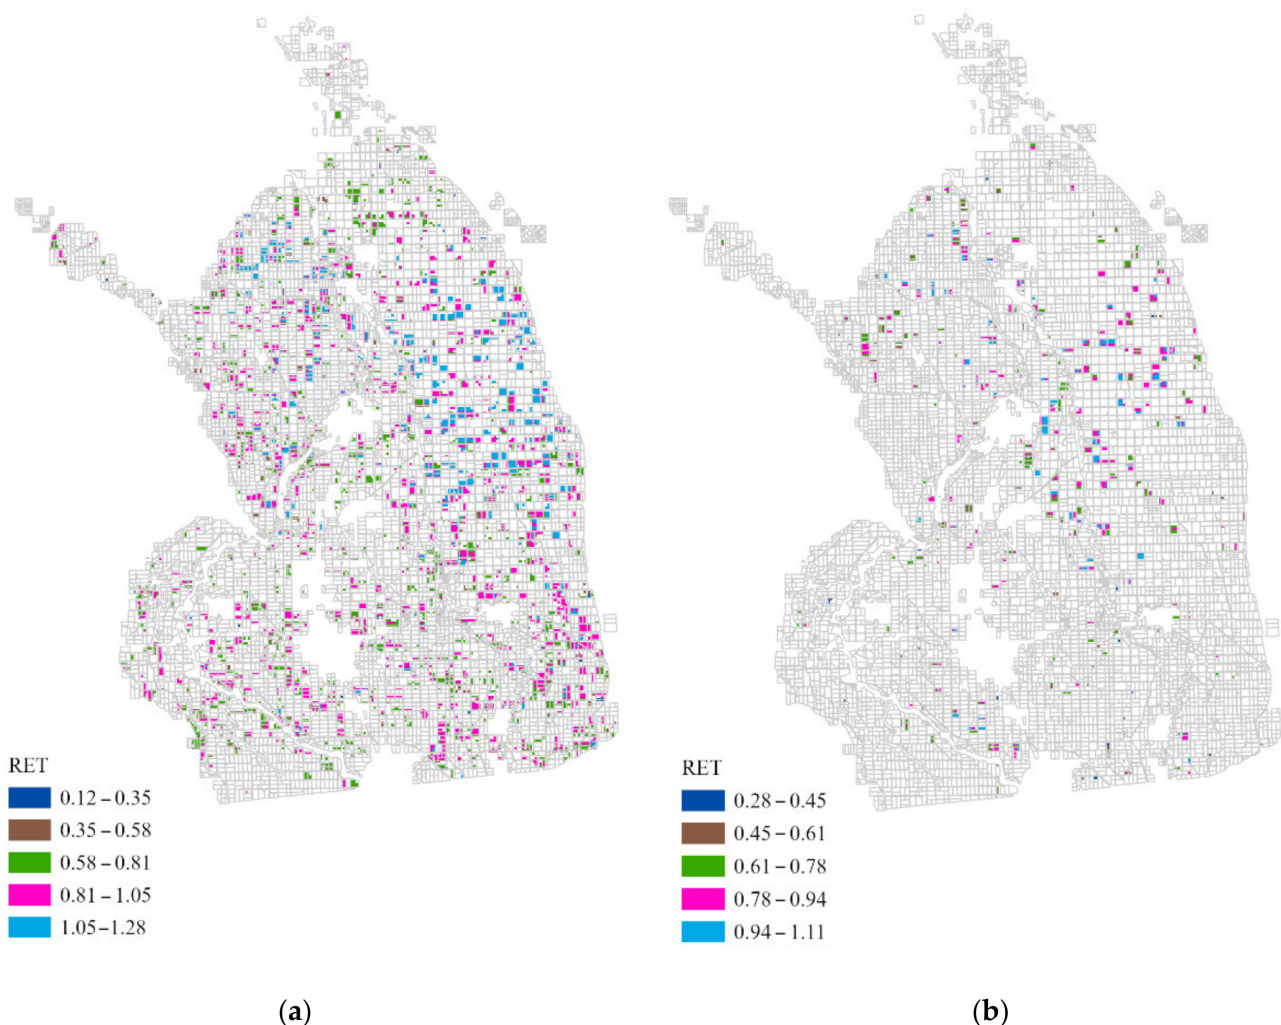 RET
0.12 – 0.35
0.35 – 0.58
0.58 – 0.81
0.81 – 1.05
1.05–1.28
(a)
RET
0.28 – 0.45
0.45 – 0.61
0.61 – 0.78
0.78 – 0.94
0.94 – 1.11
(b)